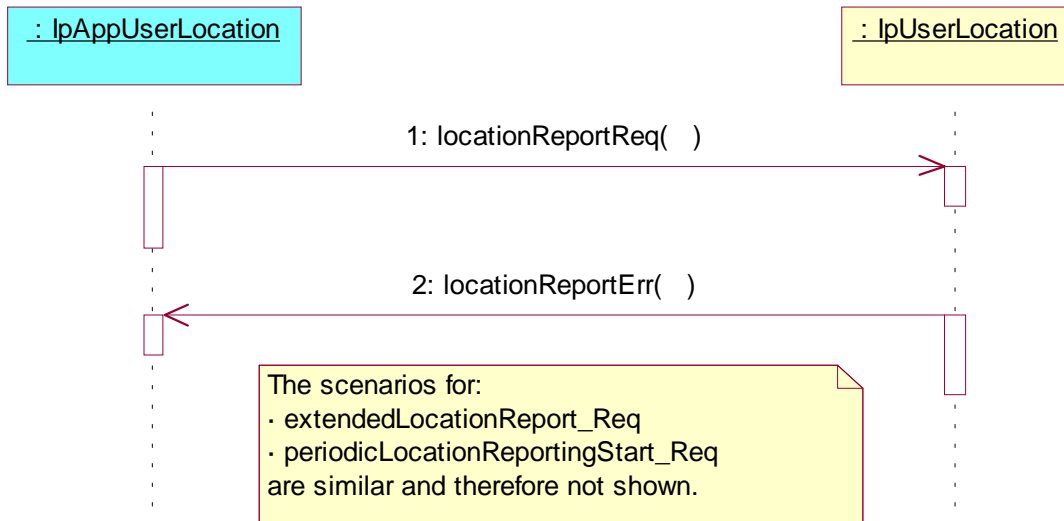 : IpAppUserLocation
: IpUserLocation
1: locationReportReq(   )
2: locationReportErr(   )
The scenarios for:
· extendedLocationReport_Req
· periodicLocationReportingStart_Req
are similar and therefore not shown.